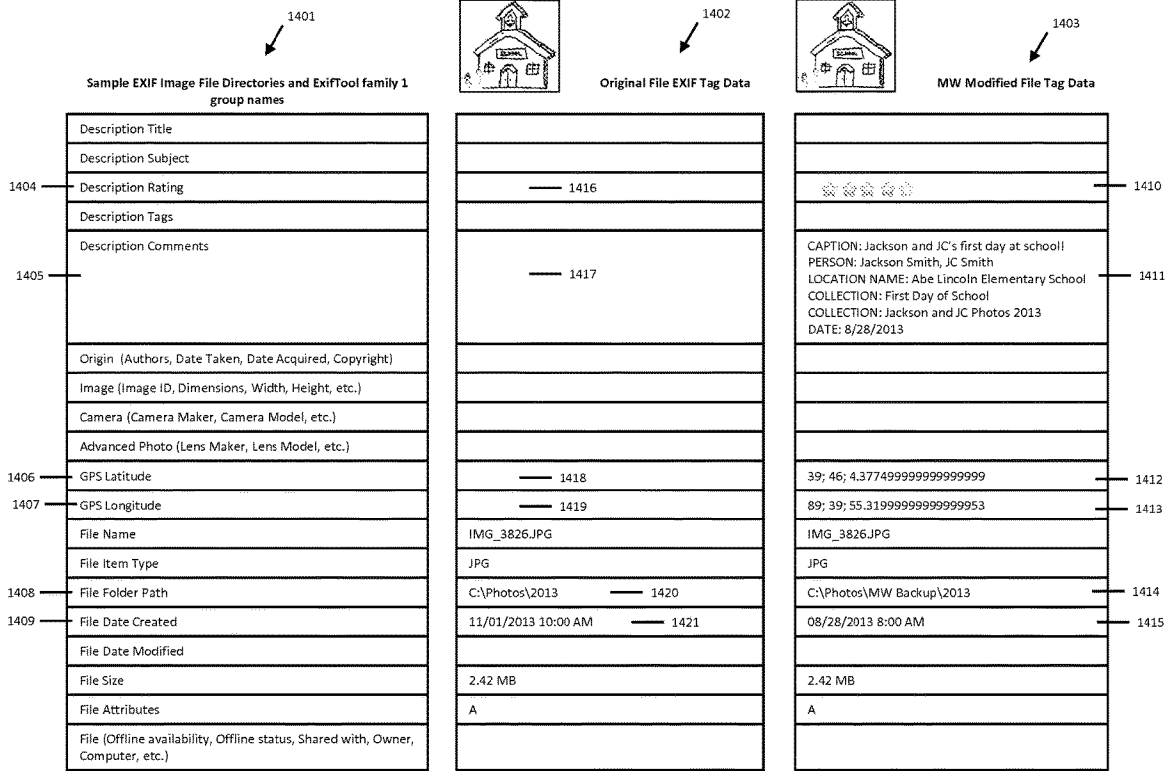 1401
1402
1403
SCHOOL
SCHOOL
Sample EXIF Image File Directories and ExifTool family 1
group names
Original File EXIF Tag Data
MW Modified File Tag Data
Description Title
Description Subject
1404 Description Rating 1416 1410
Description Tags
Description Comments
1405
1417
CAPTION: Jackson and JC's first day at school!
PERSON: Jackson Smith, JC Smith
LOCATION NAME: Abe Lincoln Elementary School 1411
COLLECTION: First Day of School
COLLECTION: Jackson and JC Photos 2013
DATE: 8/28/2013
Origin (Authors, Date Taken, Date Acquired, Copyright)
Image (Image ID, Dimensions, Width, Height, etc.)
Camera (Camera Maker, Camera Model, etc.)
Advanced Photo (Lens Maker, Lens Model, etc.)
1406 GPS Latitude 1418 39; 46; 4.377499999999999999 1412
1407 GPS Longitude 1419 89; 39; 55.31999999999999953 1413
File Name IMG_3826.JPG IMG_3826.JPG
File Item Type JPG JPG
1408 File Folder Path C:\Photos\2013 1420 C:\Photos\MW Backup\2013 1414
1409 File Date Created 11/01/2013 10:00 AM 1421 08/28/2013 8:00 AM 1415
File Date Modified
File Size 2.42 MB 2.42 MB
File Attributes A A
File (Offline availability, Offline status, Shared with, Owner,
Computer, etc.)